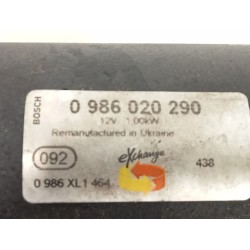 BOSCH
0 986 020 290
12V 1.00kW
Remanufactured in Ukraine
092
eXchange
438
0 986 XL1 464